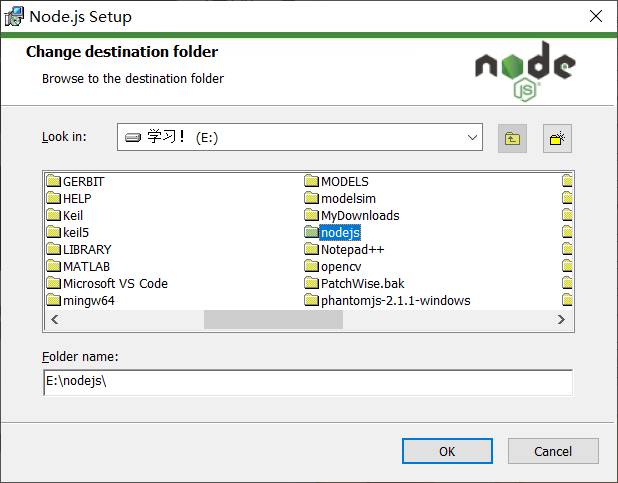 Node.js Setup
Change destination folder
Browse to the destination folder
node
JS
Look in:
学习！ (E:)
GERBIT
HELP
Keil
keil5
LIBRARY
MATLAB
Microsoft VS Code
mingw64
MODELS
modelsim
MyDownloads
nodejs
Notepad++
opencv
PatchWise.bak
phantomjs-2.1.1-windows
Folder name:
E:\nodejs\
OK
Cancel